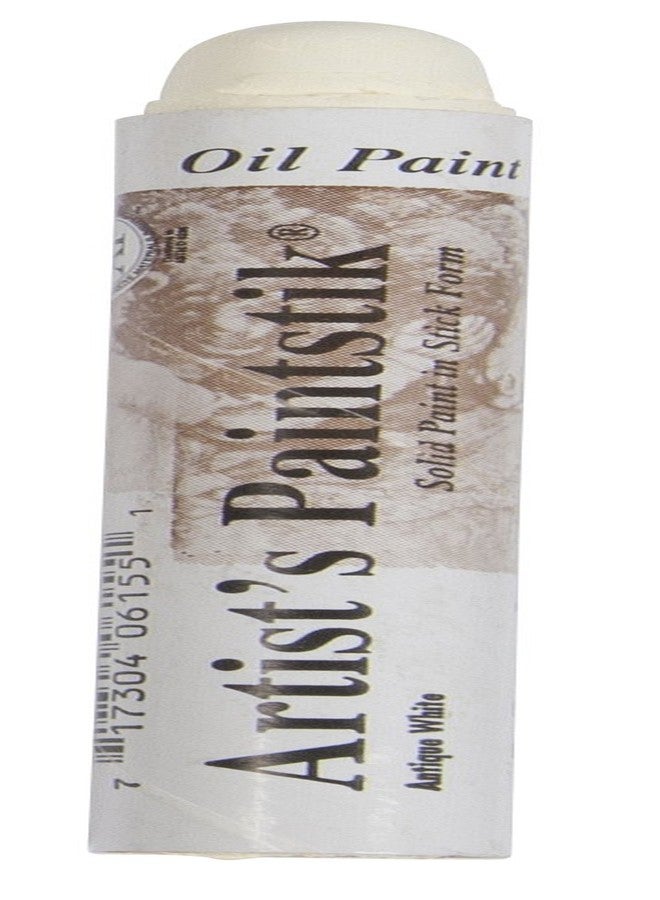 Oil Paint
Artist's Paintstik®
Solid Paint in Stick Form
Antique White
7 17304 06155 1